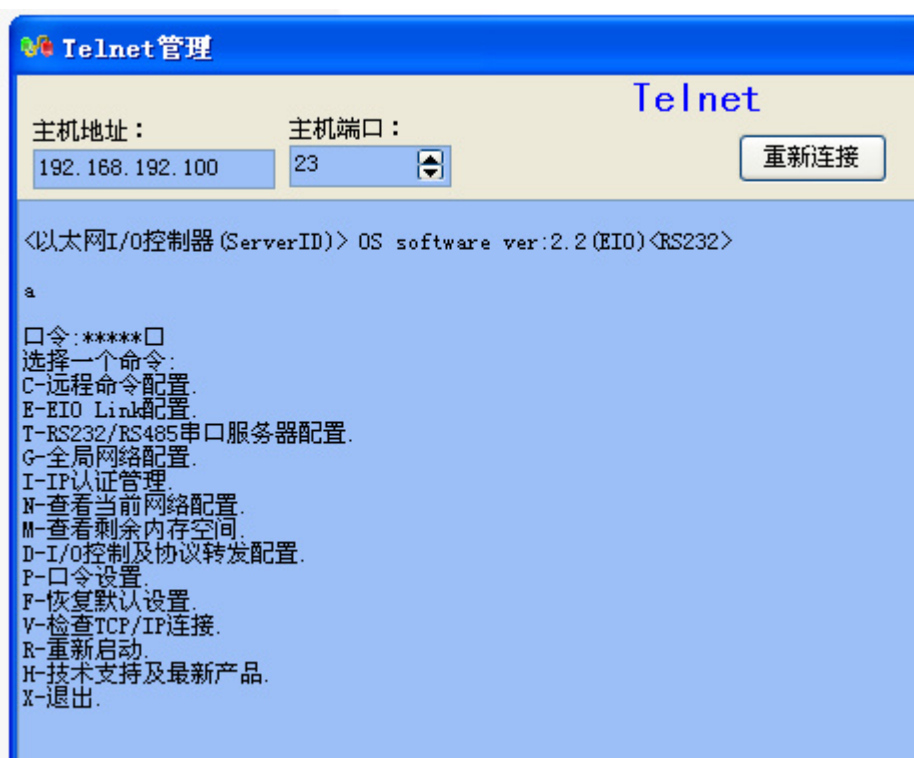 Telnet管理
Telnet
主机地址：
主机端口：
192.168.192.100
23
重新连接
<以太网I/O控制器(ServerID)> OS software ver:2.2(EIO)<RS232>
a
口令:*****口
选择一个命令:
C-远程命令配置.
E-EIO Link配置.
T-RS232/RS485串口服务器配置.
G-全局网络配置.
I-IP认证管理.
N-查看当前网络配置.
M-查看剩余内存空间.
D-I/O控制及协议转发配置.
P-口令设置.
F-恢复默认设置.
V-检查TCP/IP连接.
R-重新启动.
H-技术支持及最新产品.
X-退出.